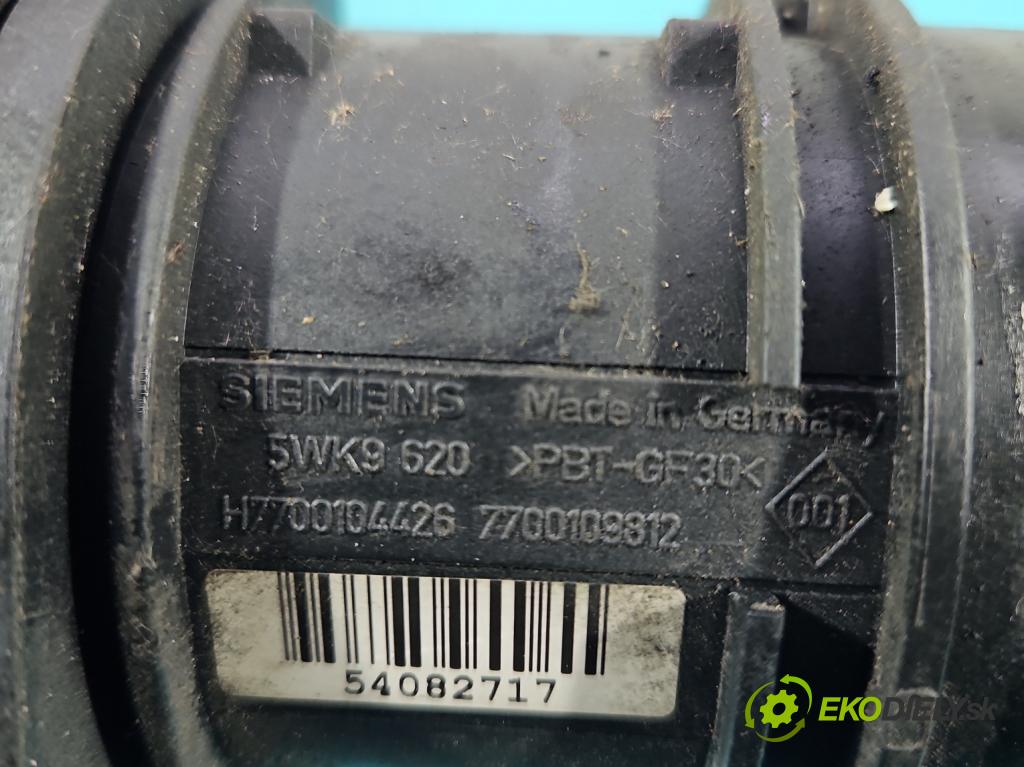 SIEMENS Made in Germany
5WK9 620 >PBT-GF30<
001
H7700104426 7700109812
54082717
EKODIELY.sk